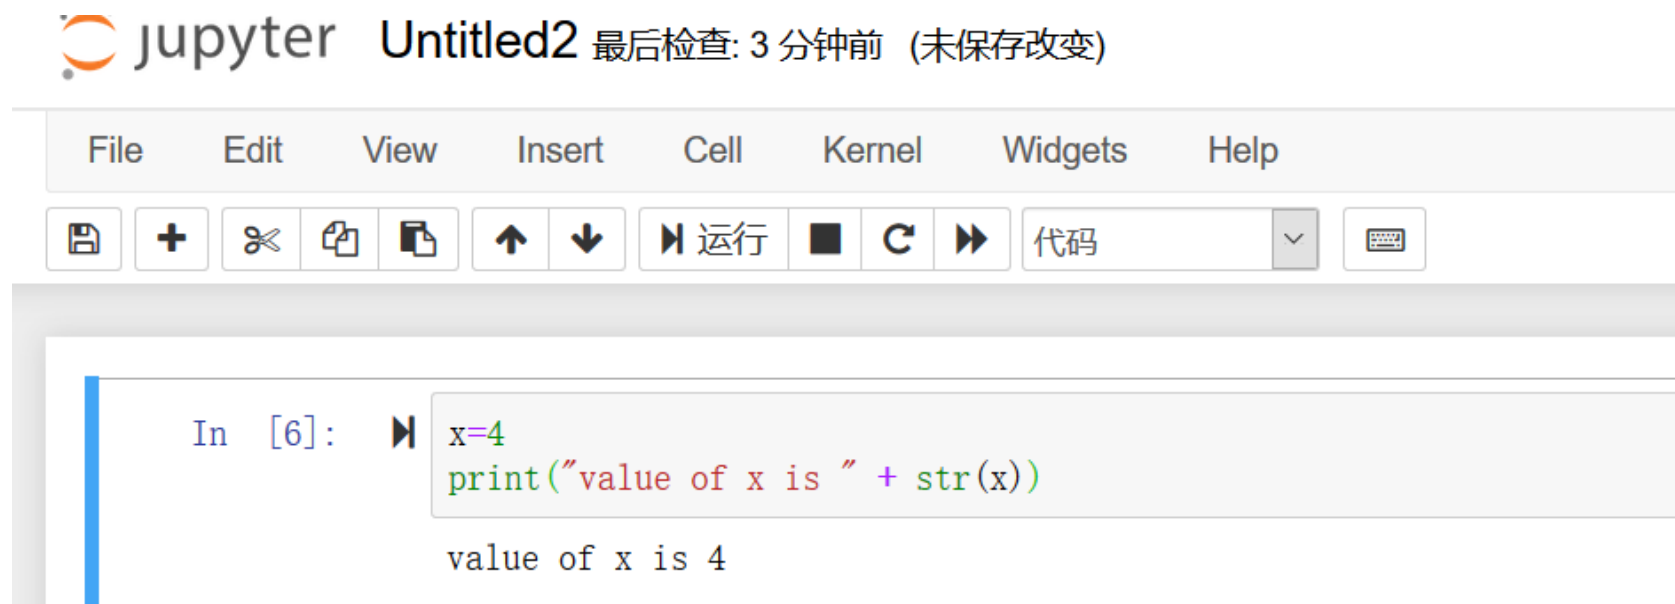 jupyter Untitled2 最后检查: 3 分钟前 (未保存改变)
File Edit View Insert Cell Kernel Widgets Help
运行 代码
In [6]: x=4
print("value of x is " + str(x))
value of x is 4